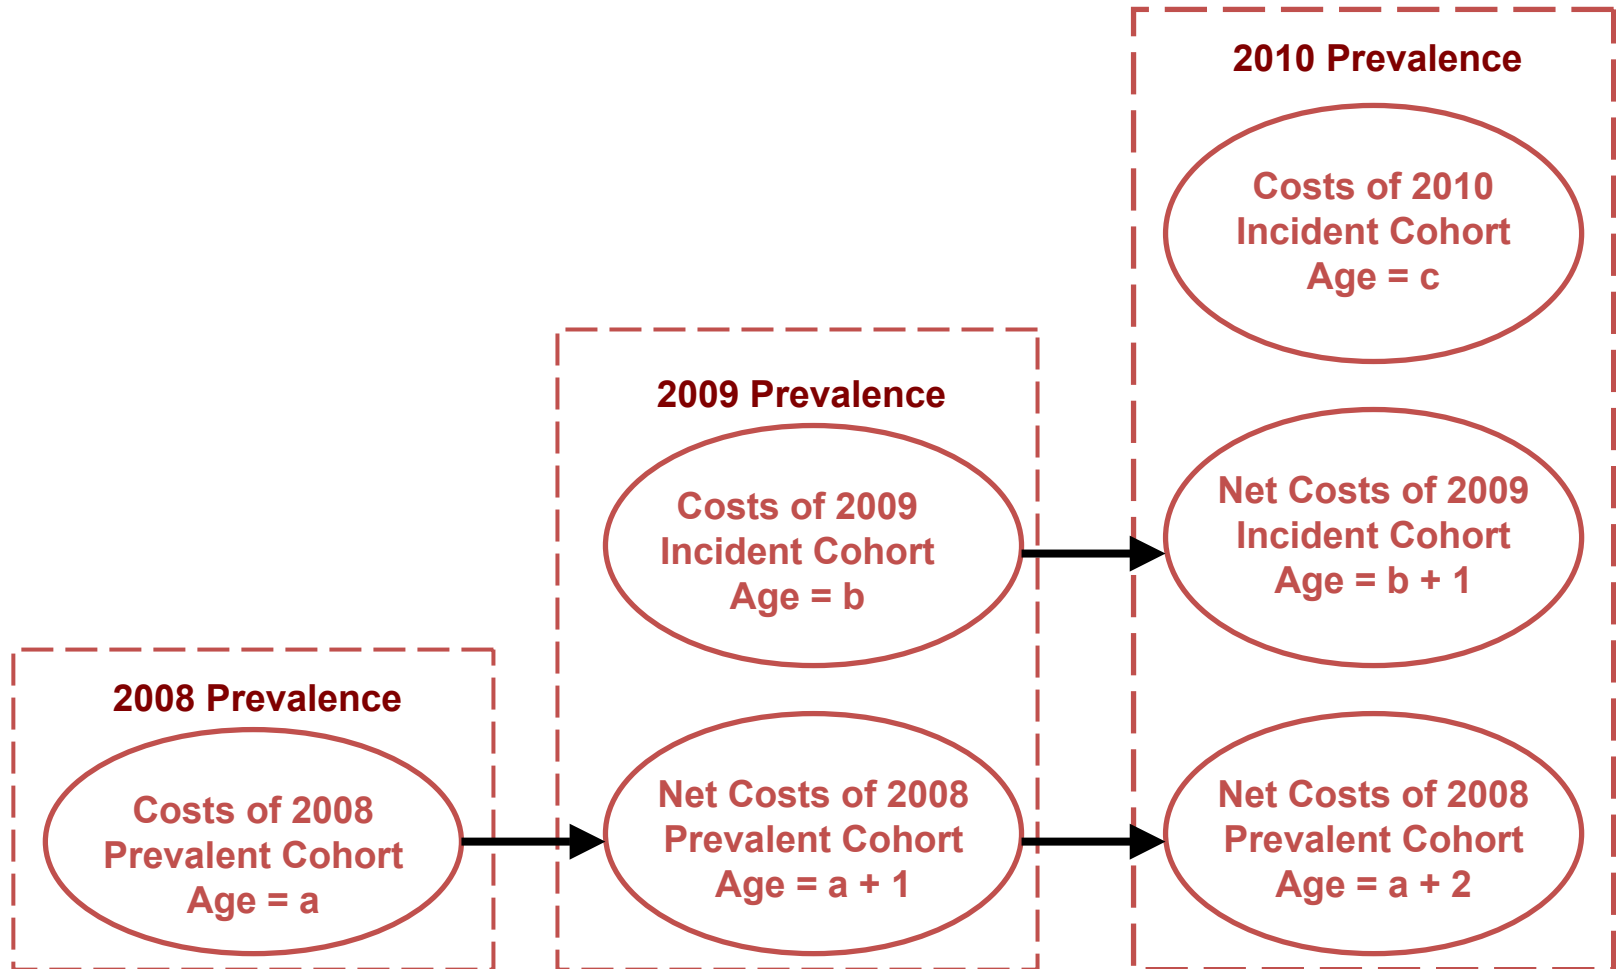 2008 Prevalence
Costs of 2008
Prevalent Cohort
Age = a
2009 Prevalence
Costs of 2009
Incident Cohort
Age = b
Net Costs of 2008
Prevalent Cohort
Age = a + 1
2010 Prevalence
Costs of 2010
Incident Cohort
Age = c
Net Costs of 2009
Incident Cohort
Age = b + 1
Net Costs of 2008
Prevalent Cohort
Age = a + 2